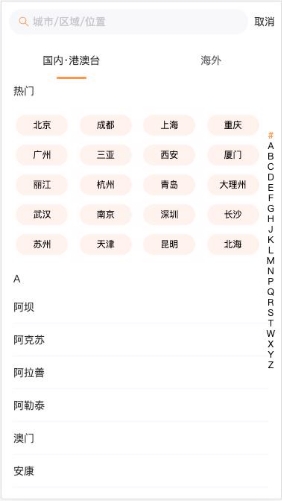 城市/区域/位置 取消
国内·港澳台 海外
热门
北京 成都 上海 重庆
广州 三亚 西安 厦门
丽江 杭州 青岛 大理州
武汉 南京 深圳 长沙
苏州 天津 昆明 北海
A
阿坝
阿克苏
阿拉善
阿勒泰
澳门
安康
#
A
B
C
D
E
F
G
H
J
K
L
M
N
P
Q
R
S
T
W
X
Y
Z